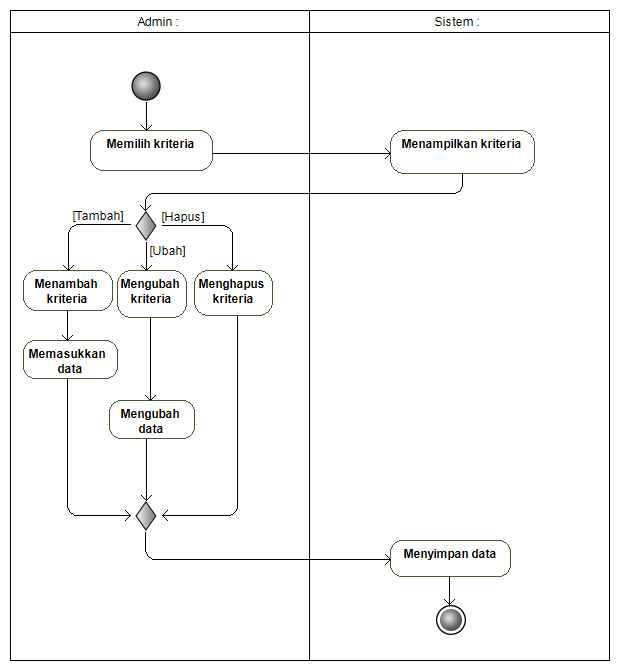 Admin :
Sistem :
Memilih kriteria
Menampilkan kriteria
[Tambah]
[Hapus]
[Ubah]
Menambah
kriteria
Mengubah
kriteria
Menghapus
kriteria
Memasukkan
data
Mengubah
data
Menyimpan data